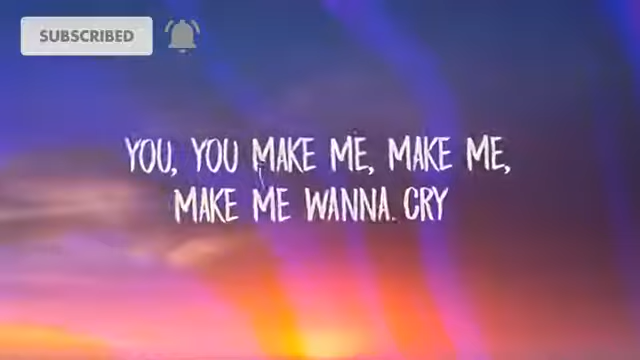 SUBSCRIBED
YOU, YOU MAKE ME, MAKE ME,
MAKE ME WANNA CRY